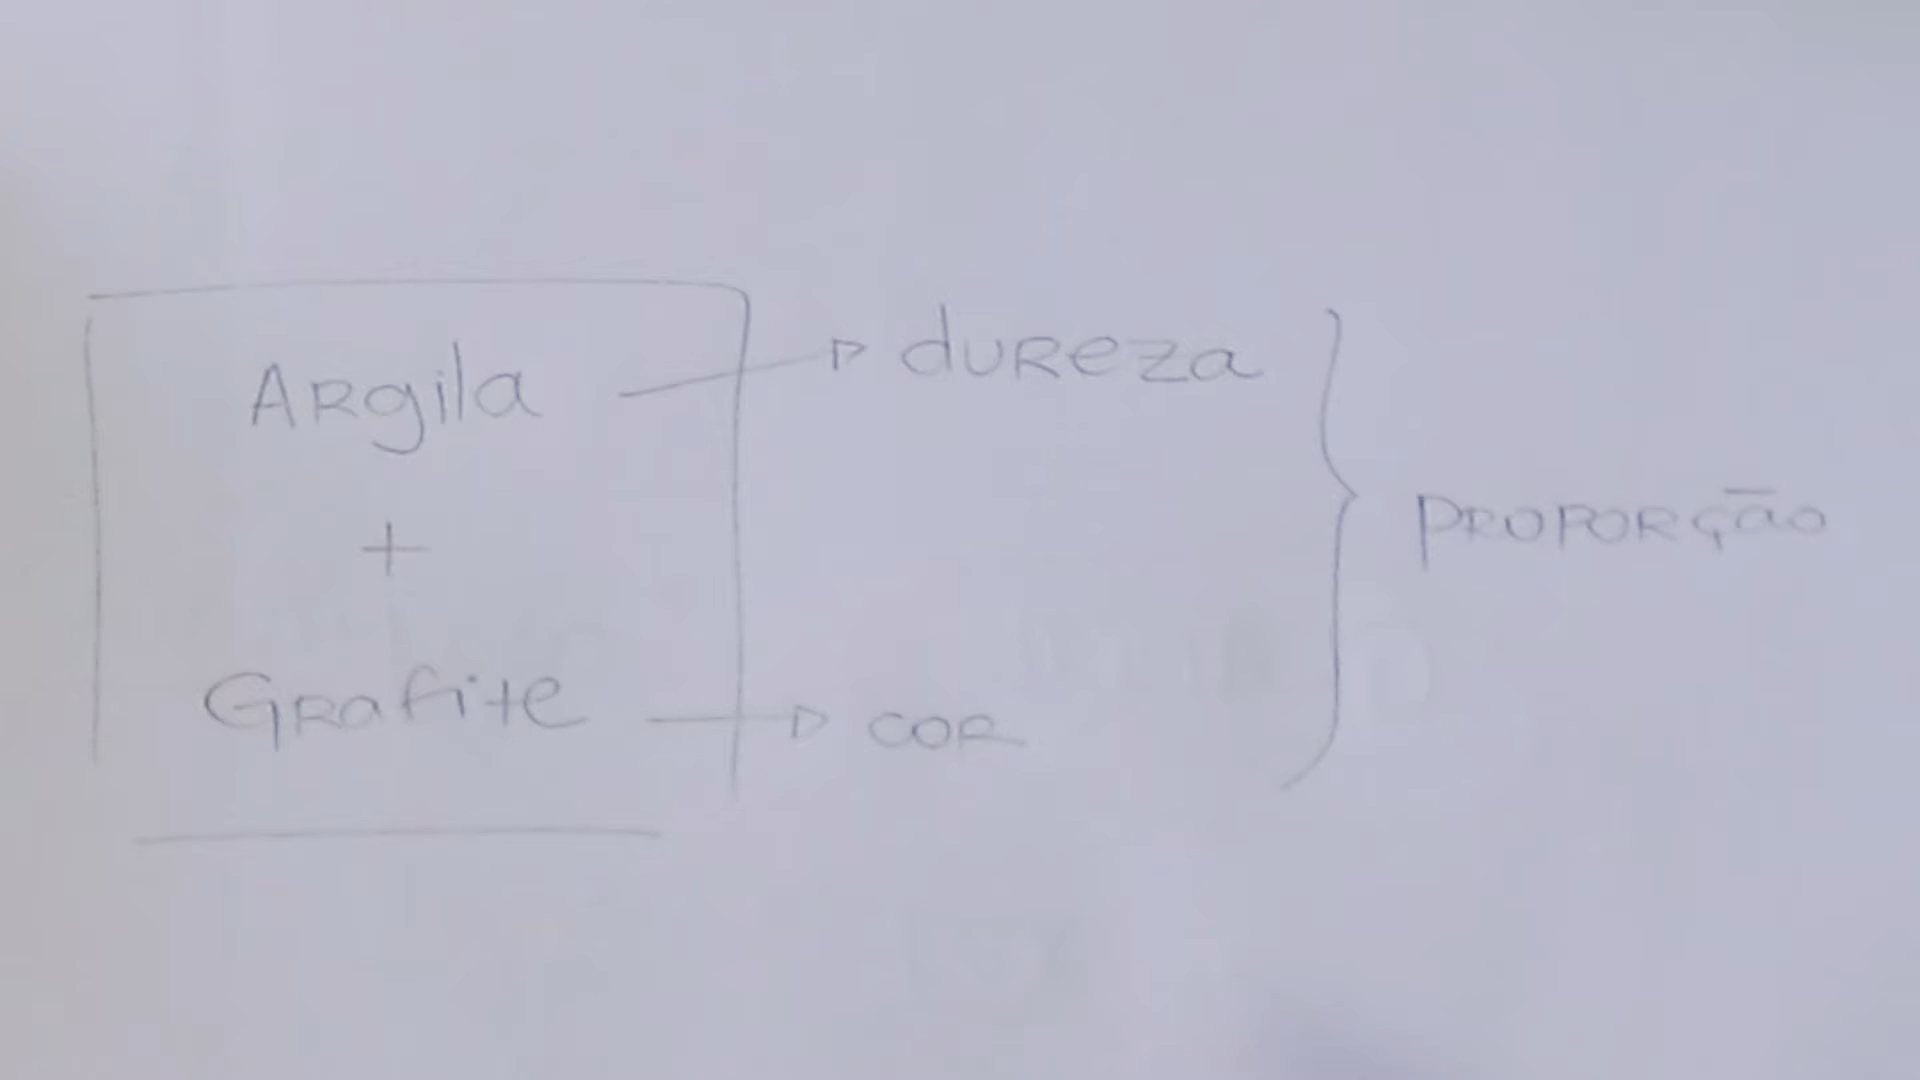 Argila → dureza
+
Grafite → cor
proporção